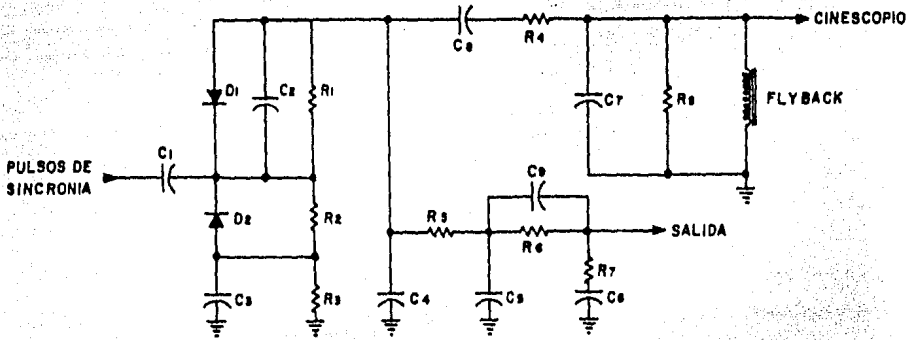 CINESCOPIO
C8
R4
D1
C2
R1
C7
R8
FLYBACK
PULSOS DE
SINCRONIA
C1
C9
D2
R2
R5
R6
SALIDA
R7
C3
R3
C4
C5
C6